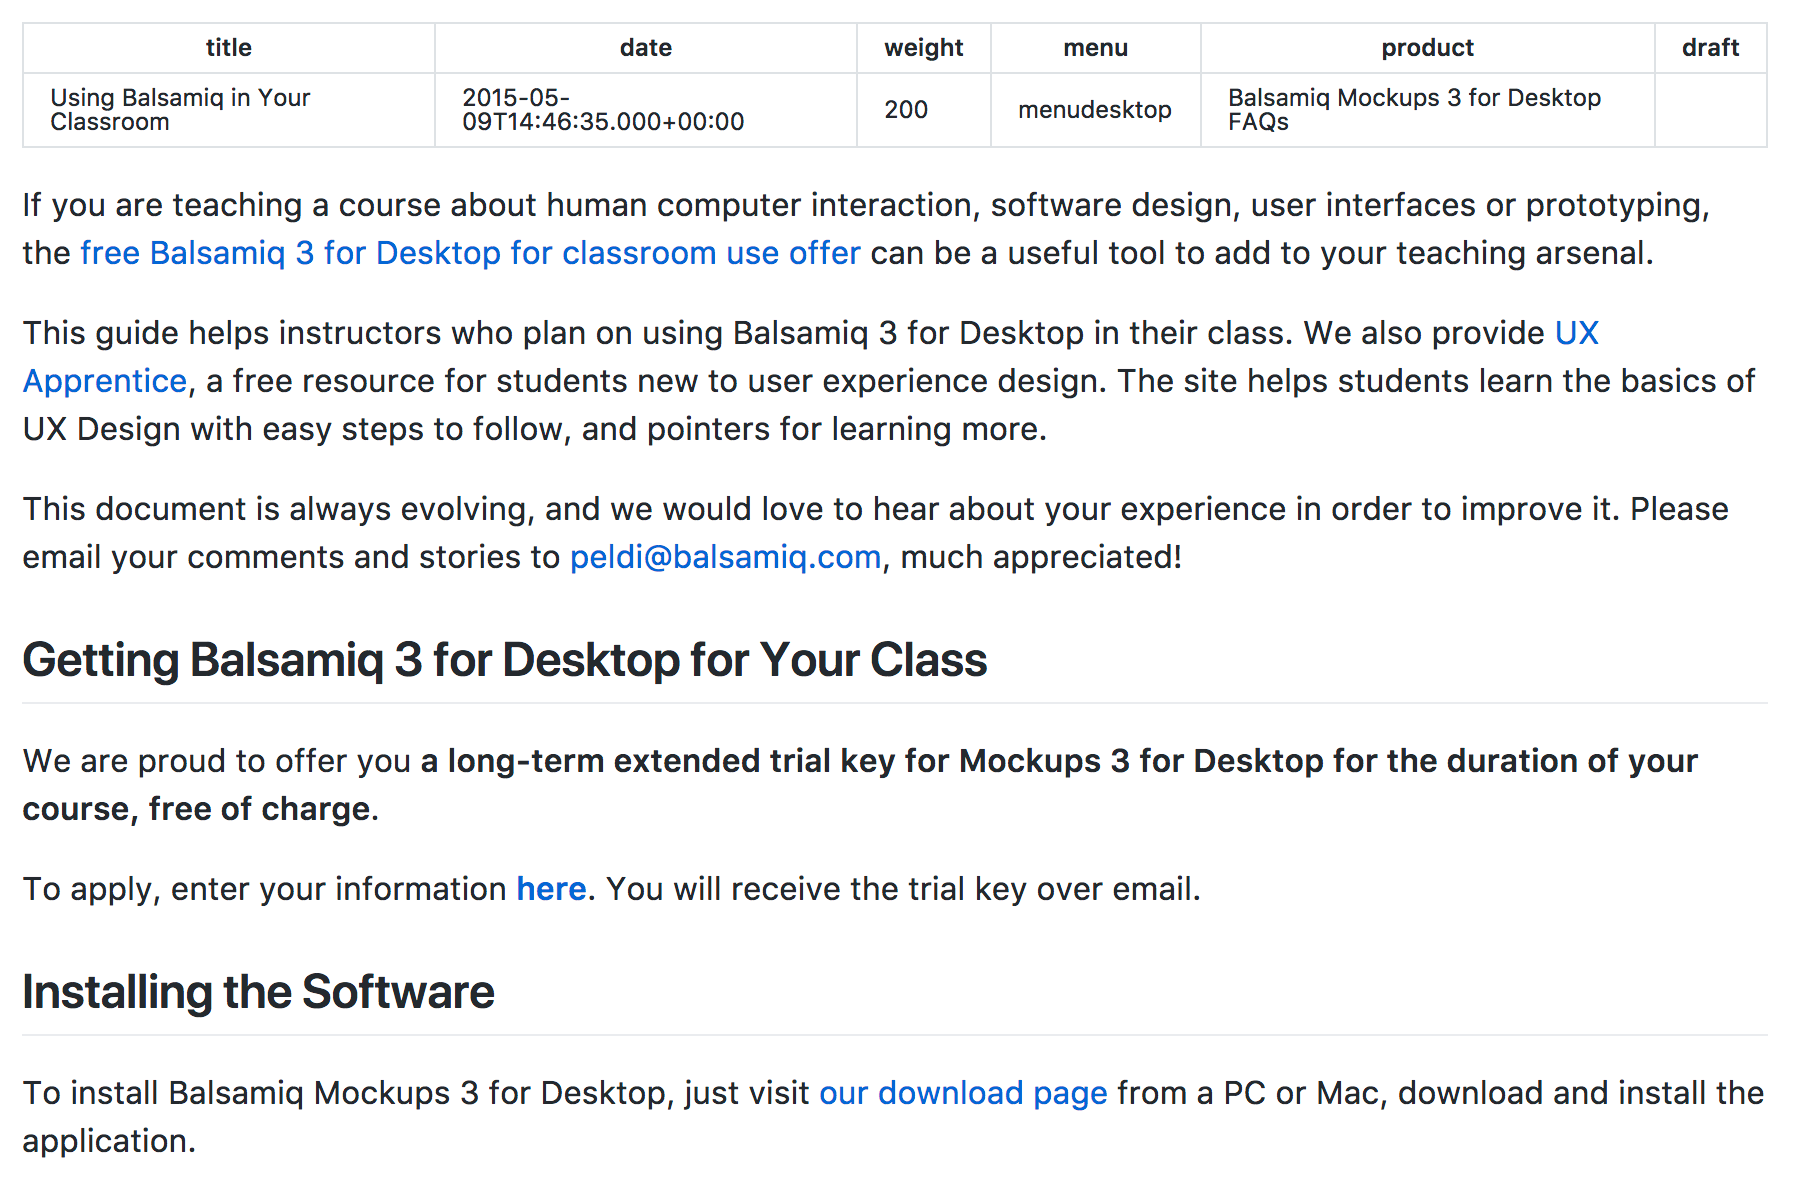 title date weight menu product draft
Using Balsamiq in Your
Classroom
2015-05-
09T14:46:35.000+00:00
200
menudesktop
Balsamiq Mockups 3 for Desktop
FAQs
If you are teaching a course about human computer interaction, software design, user interfaces or prototyping,
the free Balsamiq 3 for Desktop for classroom use offer can be a useful tool to add to your teaching arsenal.
This guide helps instructors who plan on using Balsamiq 3 for Desktop in their class. We also provide UX
Apprentice, a free resource for students new to user experience design. The site helps students learn the basics of
UX Design with easy steps to follow, and pointers for learning more.
This document is always evolving, and we would love to hear about your experience in order to improve it. Please
email your comments and stories to peldi@balsamiq.com, much appreciated!
Getting Balsamiq 3 for Desktop for Your Class
We are proud to offer you a long-term extended trial key for Mockups 3 for Desktop for the duration of your
course, free of charge.
To apply, enter your information here. You will receive the trial key over email.
Installing the Software
To install Balsamiq Mockups 3 for Desktop, just visit our download page from a PC or Mac, download and install the
application.